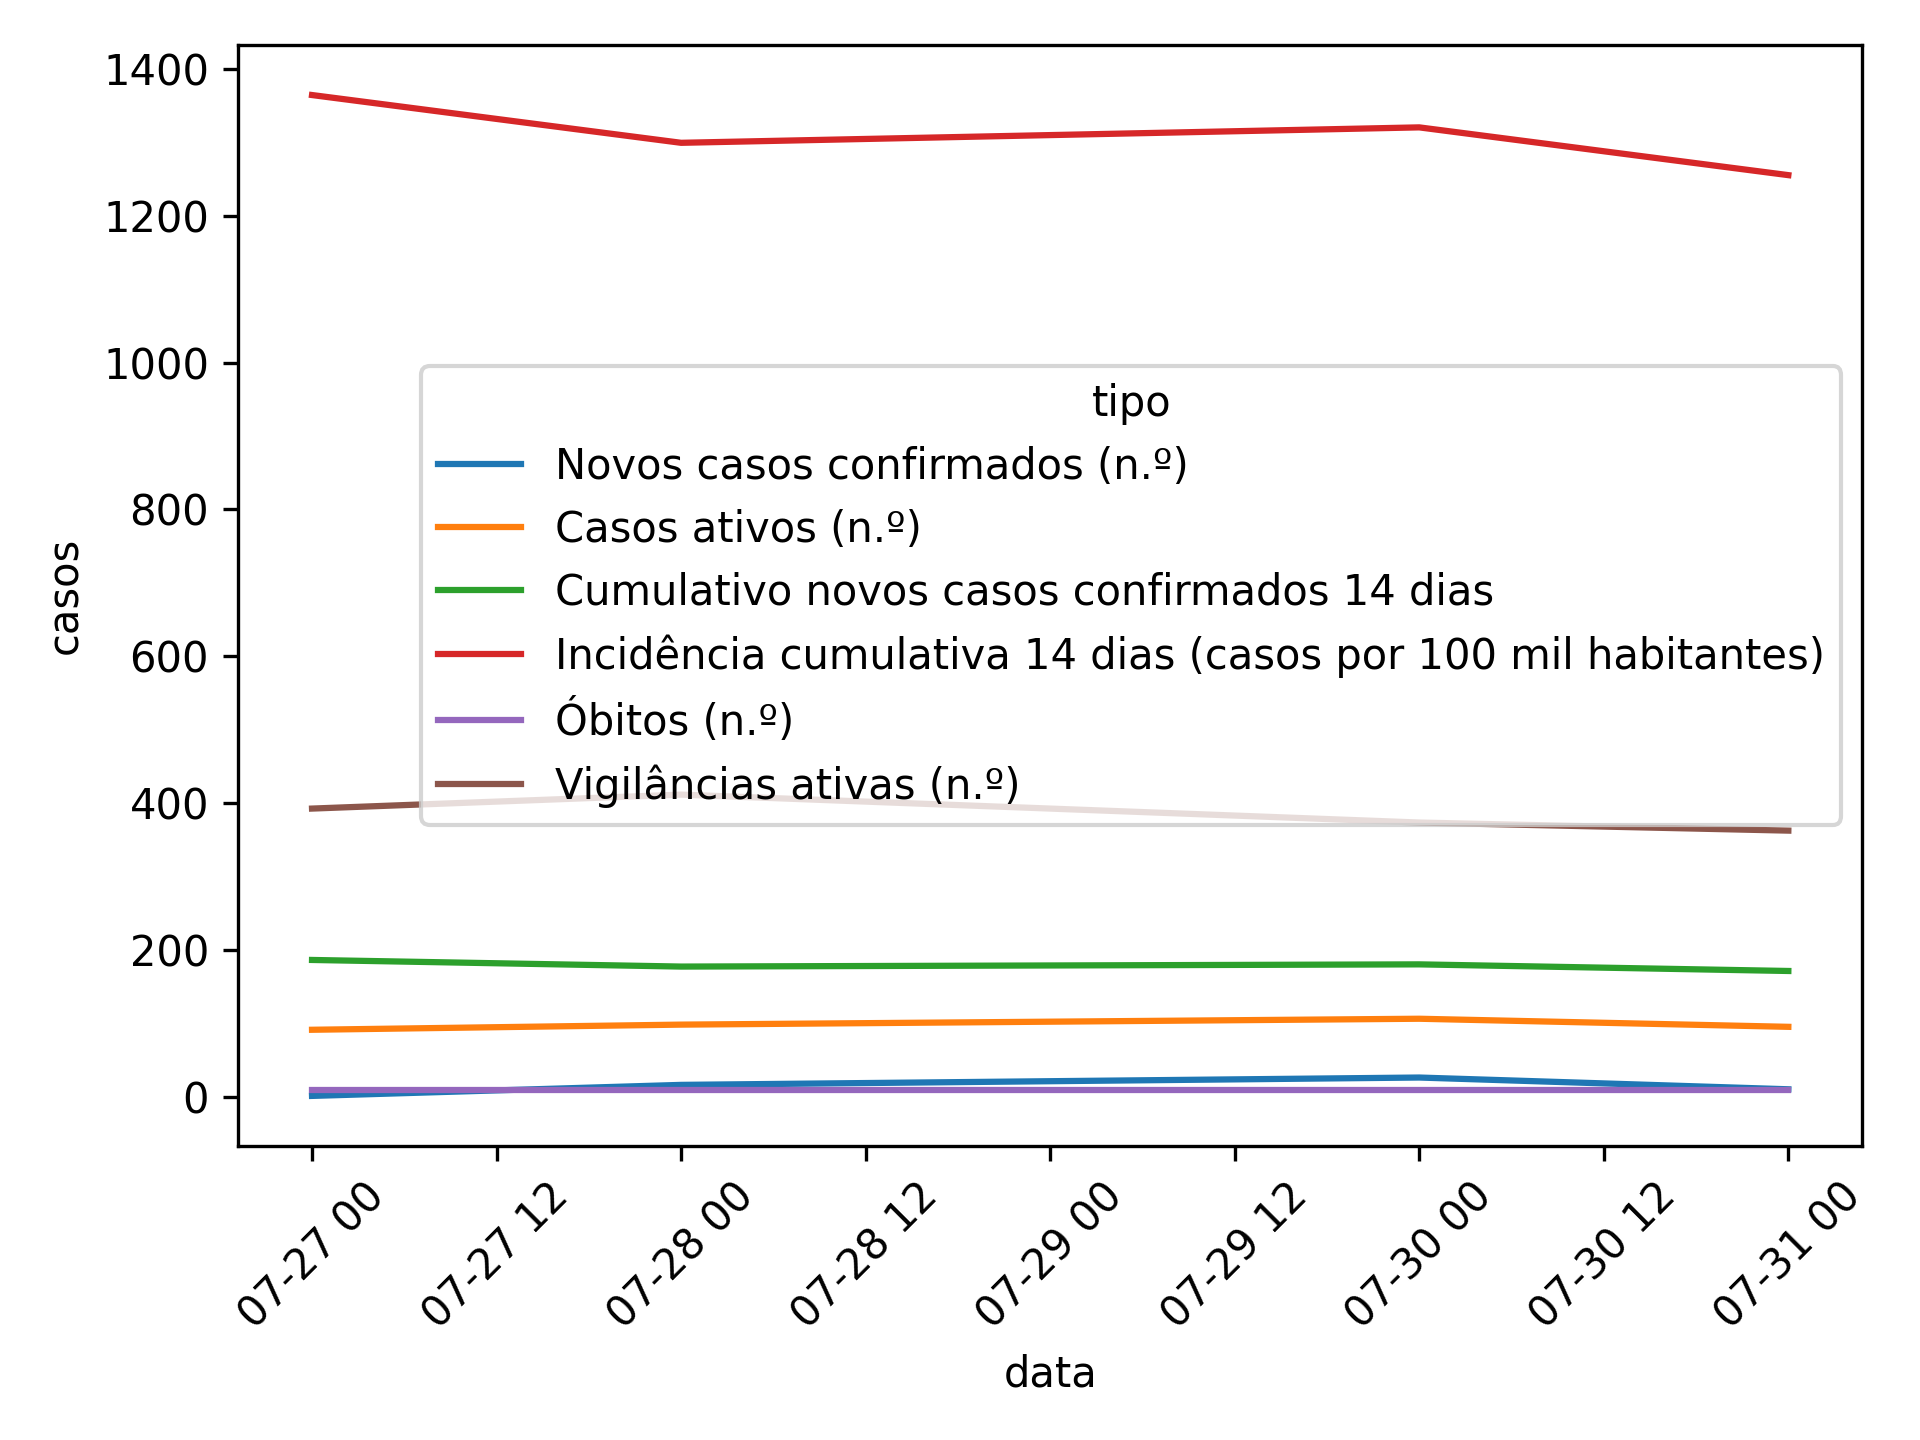 1400
1200
1000
800
600
400
200
0
casos
tipo
Novos casos confirmados (n.º)
Casos ativos (n.º)
Cumulativo novos casos confirmados 14 dias
Incidência cumulativa 14 dias (casos por 100 mil habitantes)
Óbitos (n.º)
Vigilâncias ativas (n.º)
07-27 00
07-27 12
07-28 00
07-28 12
07-29 00
07-29 12
07-30 00
07-30 12
07-31 00
data